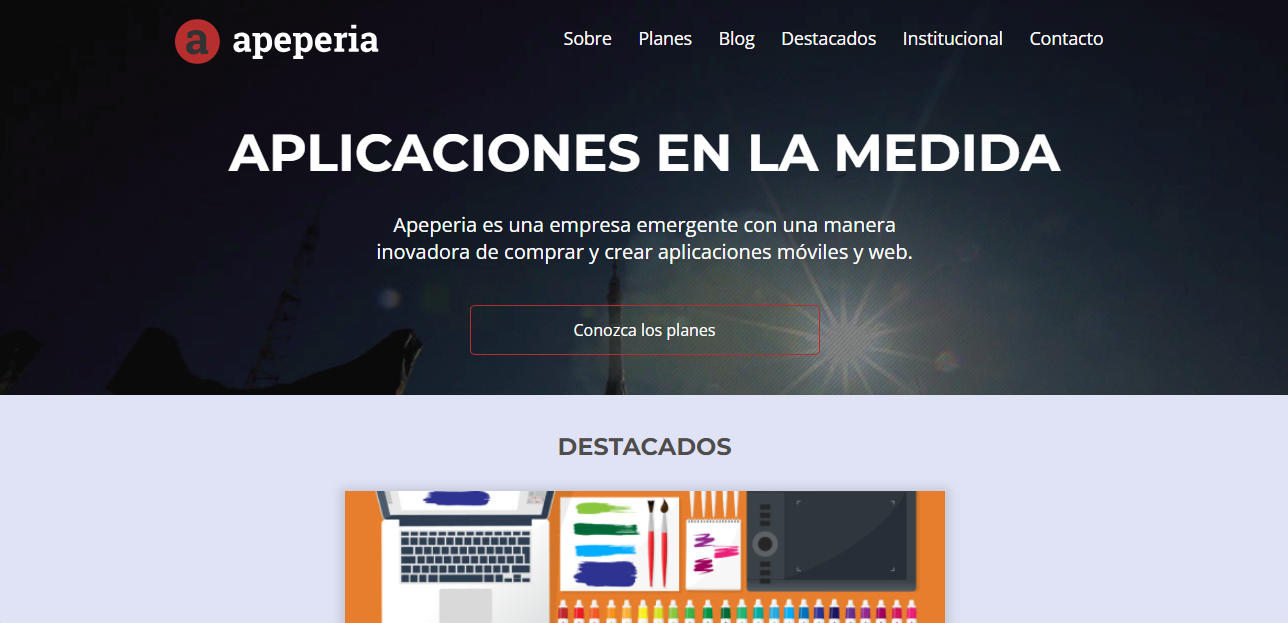 a apeperia
Sobre Planes Blog Destacados Institucional Contacto
APLICACIONES EN LA MEDIDA
Apeperia es una empresa emergente con una manera
inovadora de comprar y crear aplicaciones móviles y web.
Conozca los planes
DESTACADOS